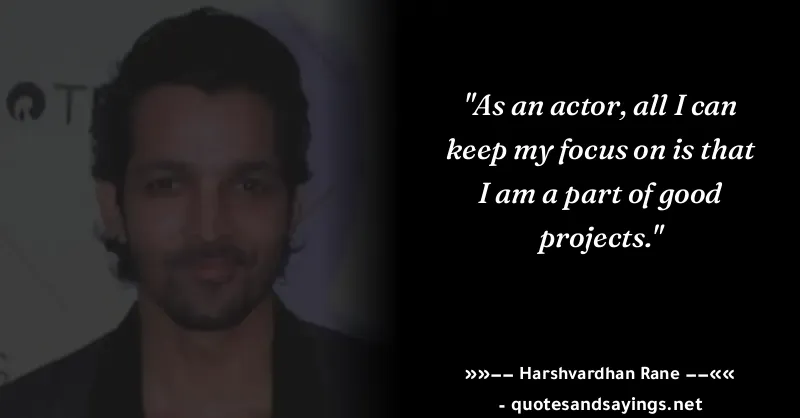 "As an actor, all I can
keep my focus on is that
I am a part of good
projects."
»»−− Harshvardhan Rane −−««
- quotesandsayings.net